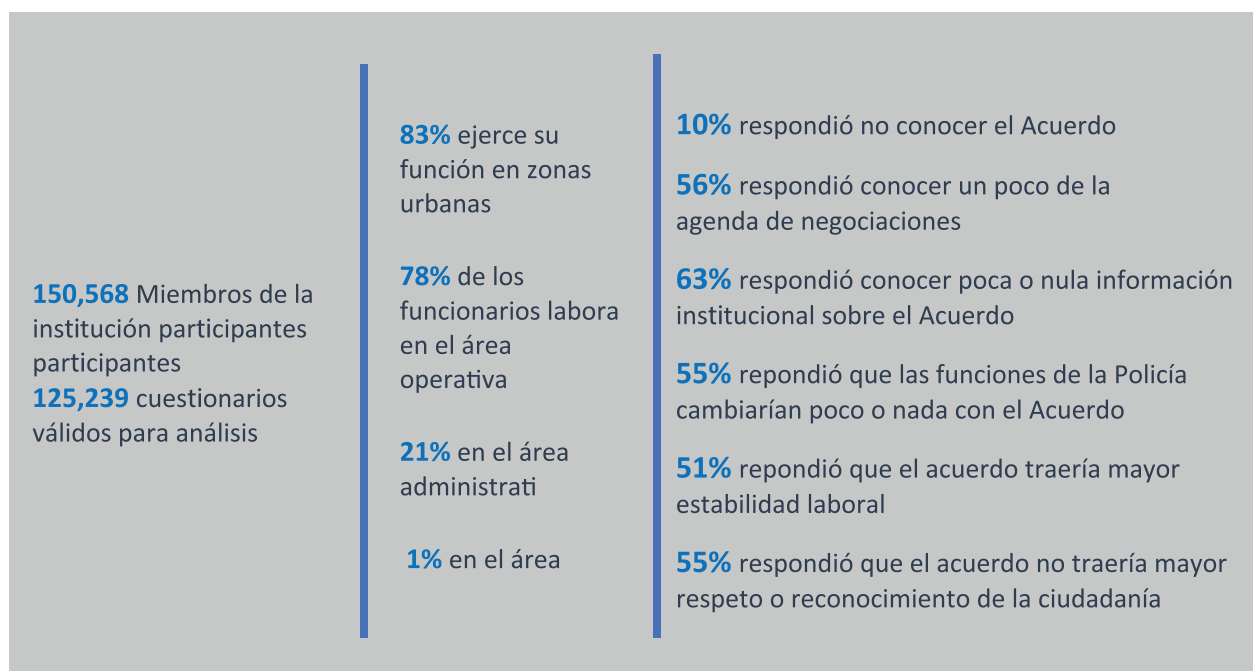 150,568 Miembros de la
institución participantes
participantes
125,239 cuestionarios
válidos para análisis
83% ejerce su
función en zonas
urbanas
78% de los
funcionarios labora
en el área
operativa
21% en el área
administrati
1% en el área
10% respondió no conocer el Acuerdo
56% respondió conocer un poco de la
agenda de negociaciones
63% respondió conocer poca o nula información
institucional sobre el Acuerdo
55% repondió que las funciones de la Policía
cambiarían poco o nada con el Acuerdo
51% repondió que el acuerdo traería mayor
estabilidad laboral
55% respondió que el acuerdo no traería mayor
respeto o reconocimiento de la ciudadanía